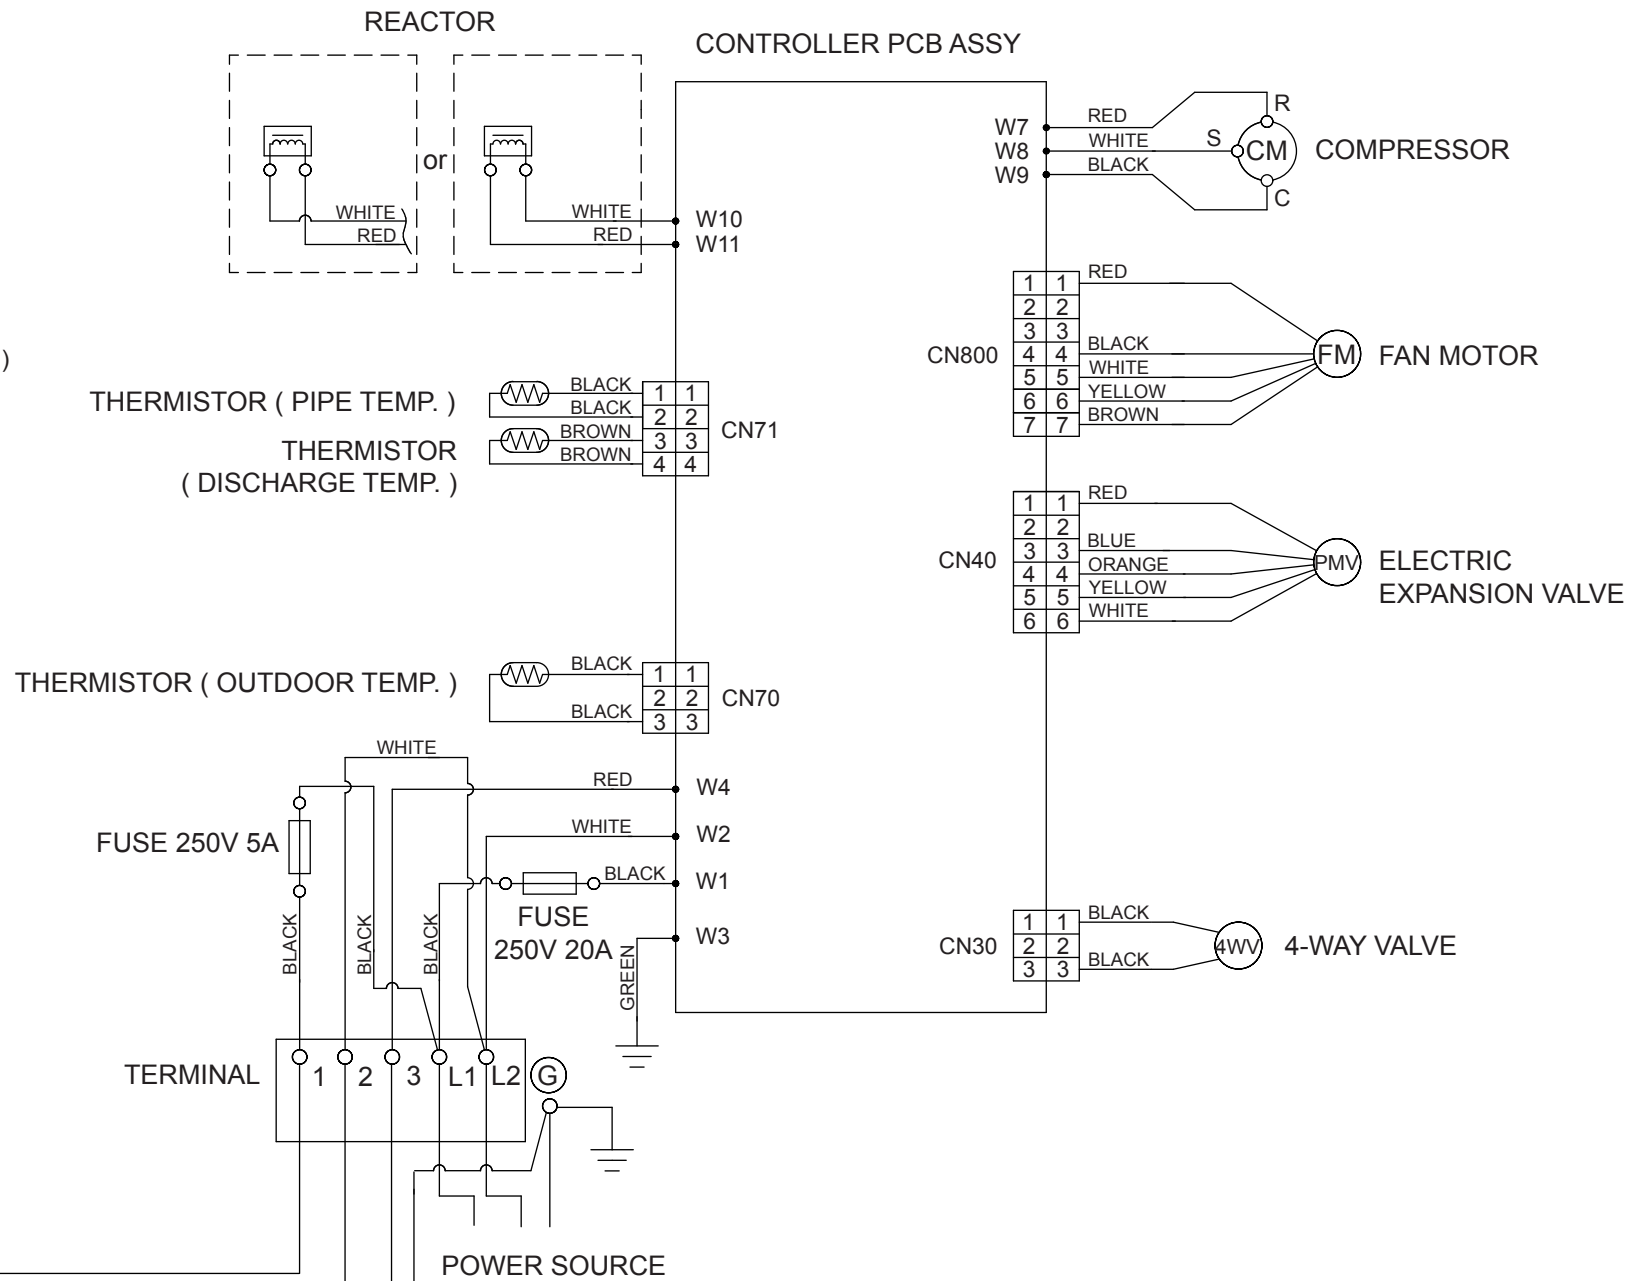 REACTOR
CONTROLLER PCB ASSY
or
WHITE
RED
WHITE
RED
W10
W11
W7
W8
W9
RED
WHITE
BLACK
R
S
C
CM
COMPRESSOR
)
THERMISTOR ( PIPE TEMP. )
THERMISTOR
( DISCHARGE TEMP. )
BLACK
BLACK
BROWN
BROWN
1 1
2 2
3 3
4 4
CN71
CN800
1 1
2 2
3 3
4 4
5 5
6 6
7 7
RED
BLACK
WHITE
YELLOW
BROWN
FM
FAN MOTOR
CN40
1 1
2 2
3 3
4 4
5 5
6 6
RED
BLUE
ORANGE
YELLOW
WHITE
PMV
ELECTRIC
EXPANSION VALVE
THERMISTOR ( OUTDOOR TEMP. )
BLACK
BLACK
1 1
2 2
3 3
CN70
WHITE
RED
W4
WHITE
W2
BLACK
W1
W3
FUSE 250V 5A
FUSE
250V 20A
BLACK
BLACK
BLACK
GREEN
CN30
1 1
2 2
3 3
BLACK
BLACK
4WV
4-WAY VALVE
TERMINAL
1 2 3 L1 L2 G
POWER SOURCE